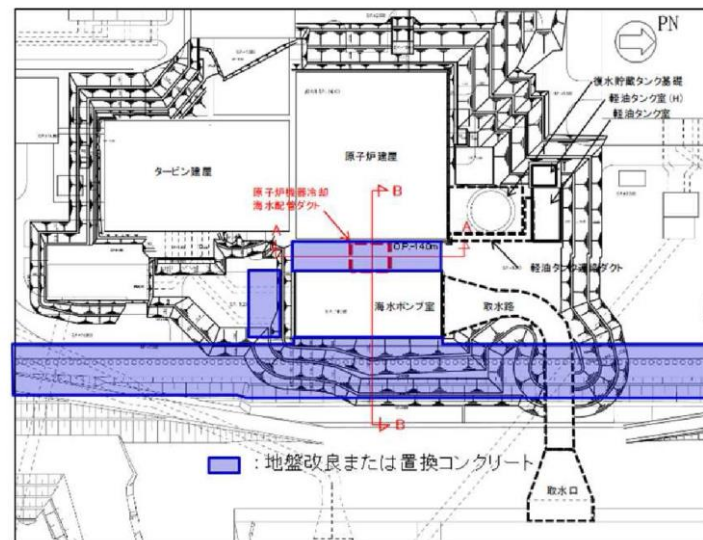 PN
復水貯蔵タンク基礎
軽油タンク室(H)
軽油タンク室
タービン建屋
原子炉建屋
原子炉機器冷却
海水配管ダクト
B
A
A
O.P.-14.0m
軽油タンク連絡ダクト
海水ポンプ室
取水路
B
:地盤改良または置換コンクリート
取水口